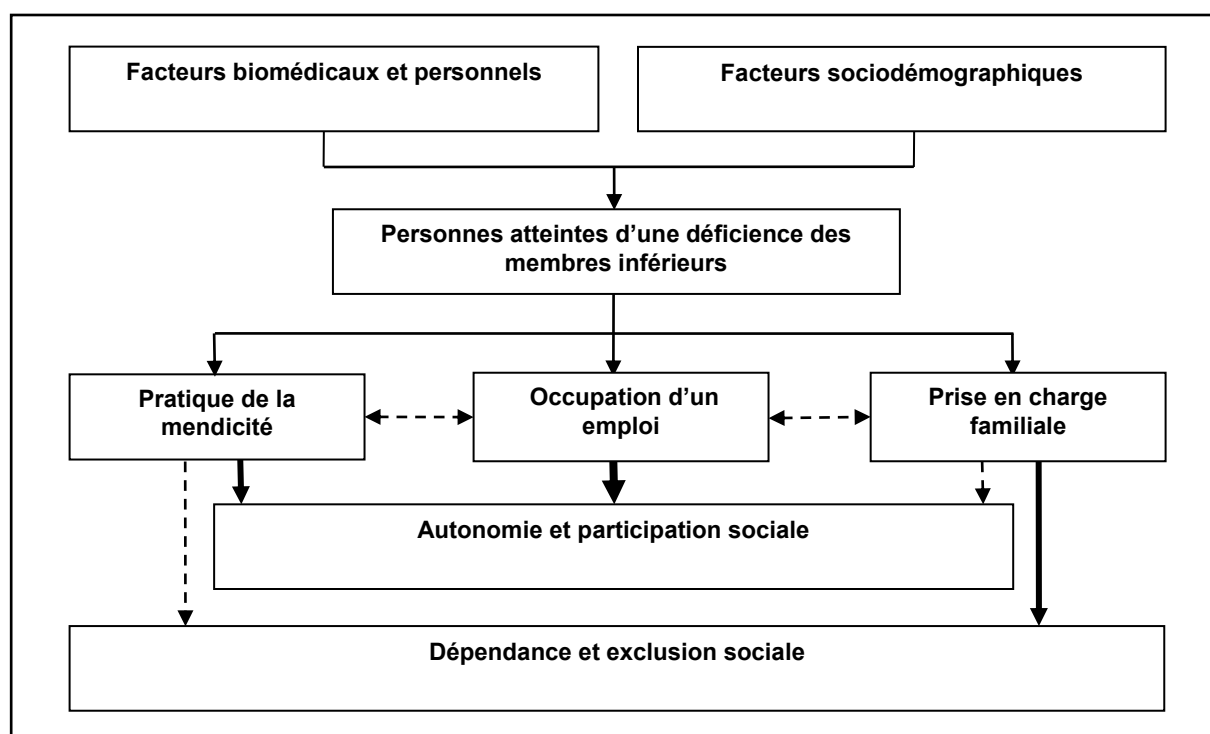 Facteurs biomédicaux et personnels
Facteurs sociodémographiques
Personnes atteintes d’une déficience des
membres inférieurs
Pratique de la
mendicité
Occupation d’un
emploi
Prise en charge
familiale
Autonomie et participation sociale
Dépendance et exclusion sociale